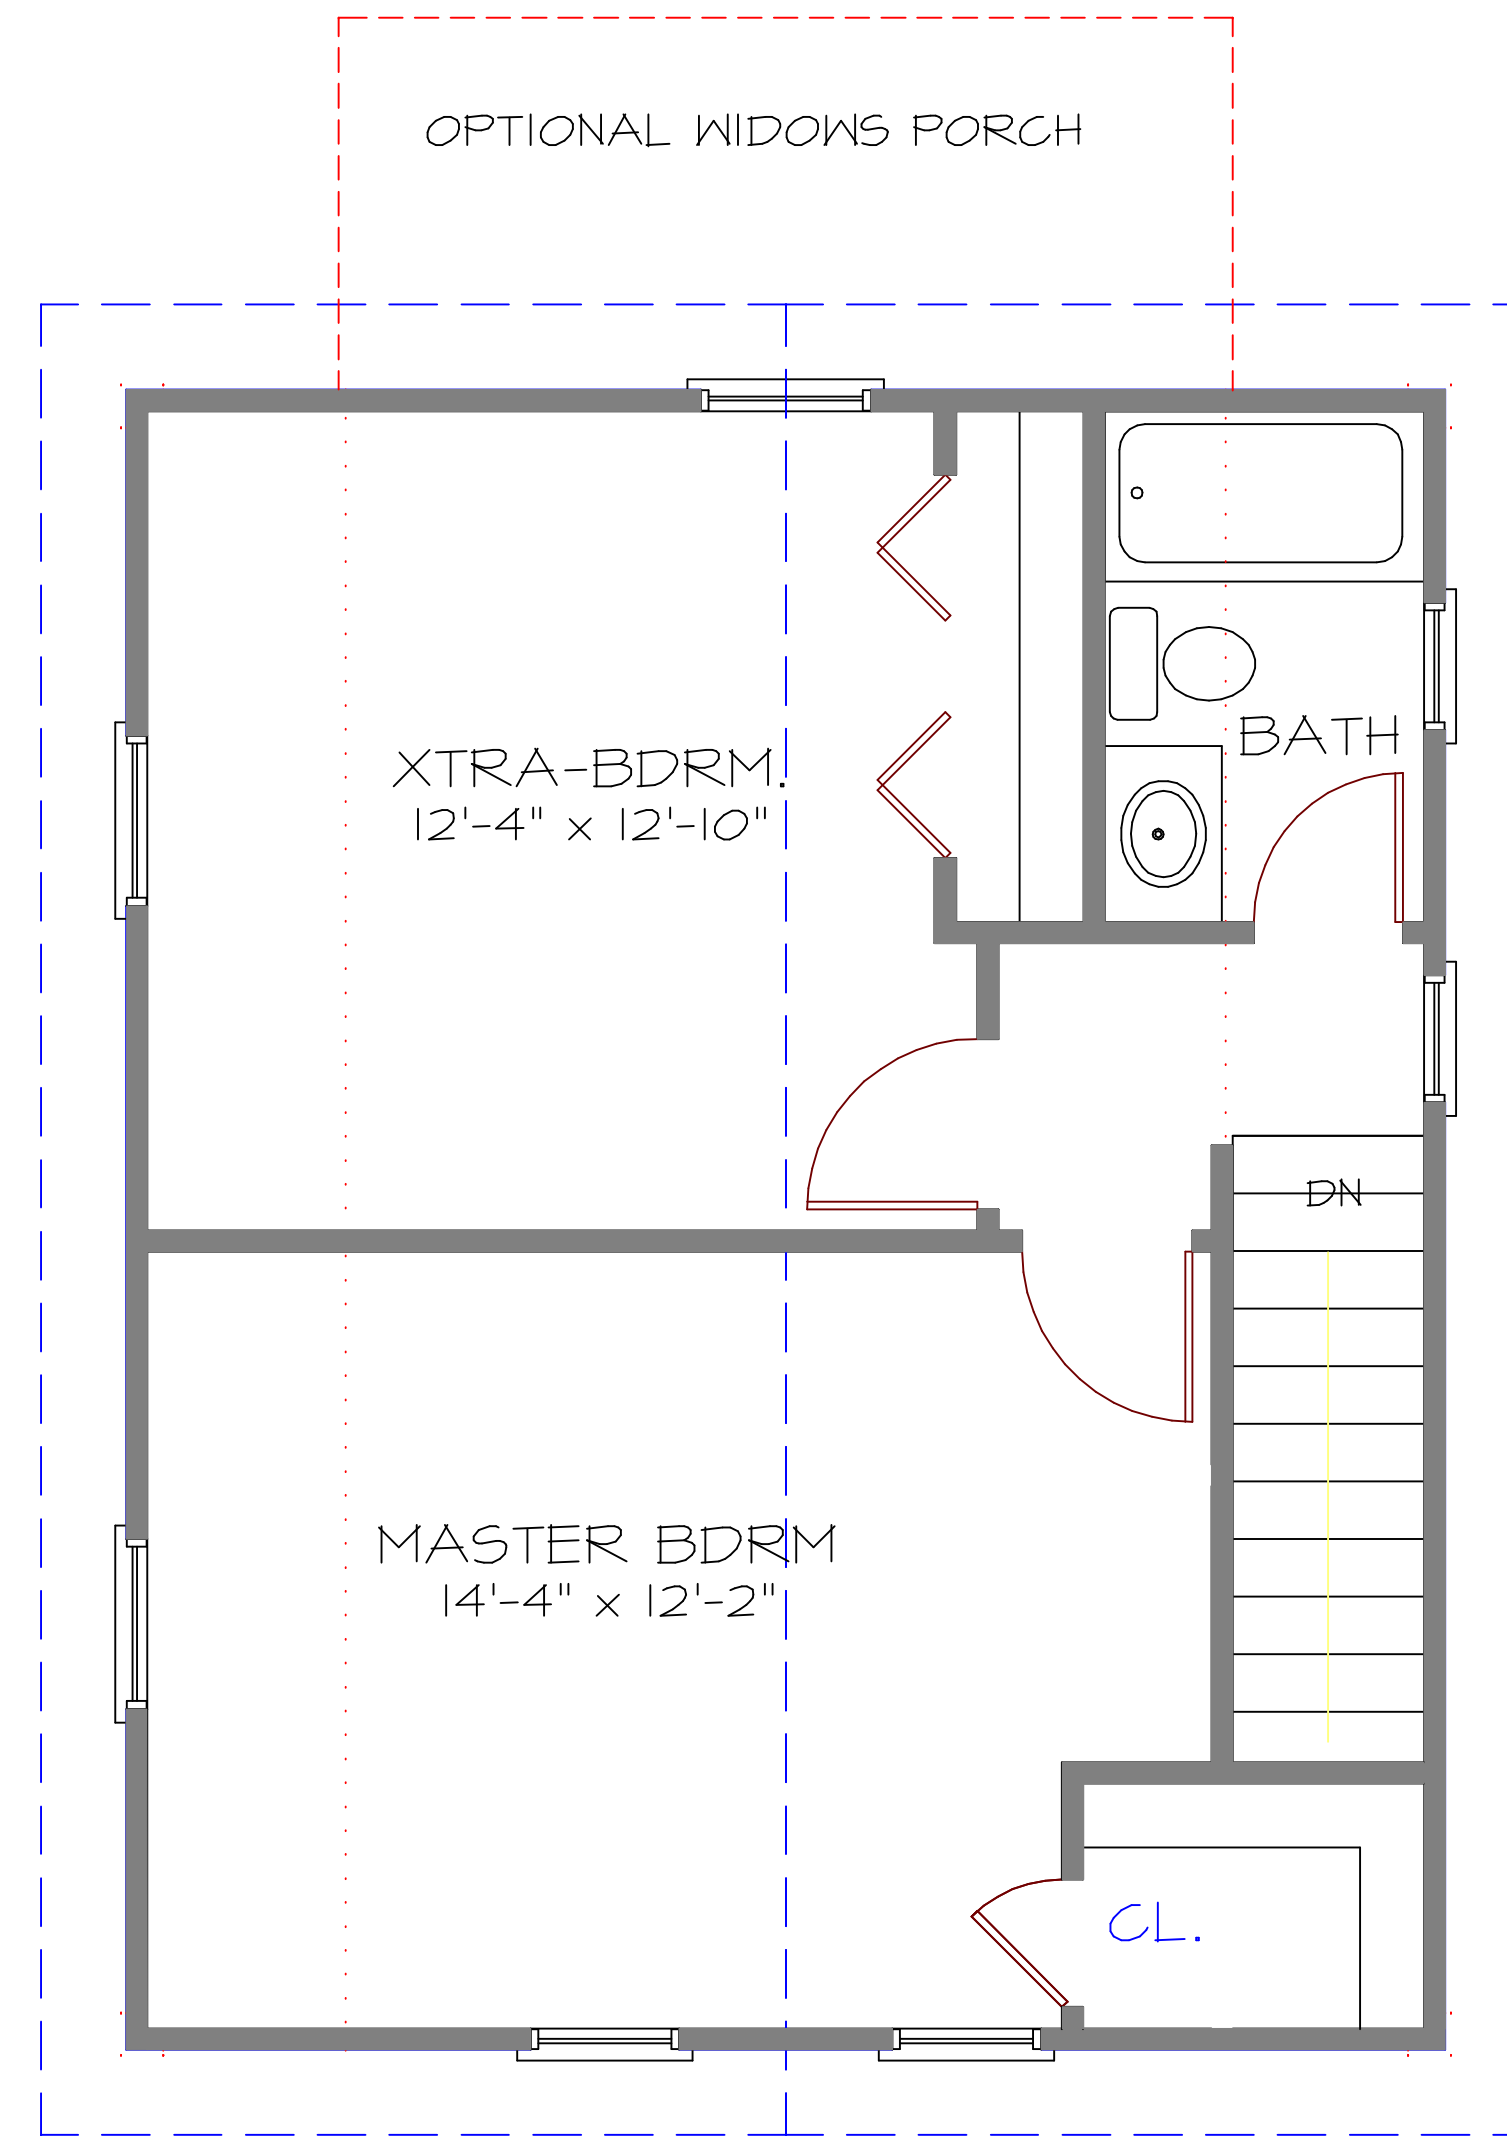 OPTIONAL WIDOWS PORCH
BATH
XTRA-BDRM.
12'-4" x 12'-10"
DN
MASTER BDRM
14'-4" x 12'-2"
CL.